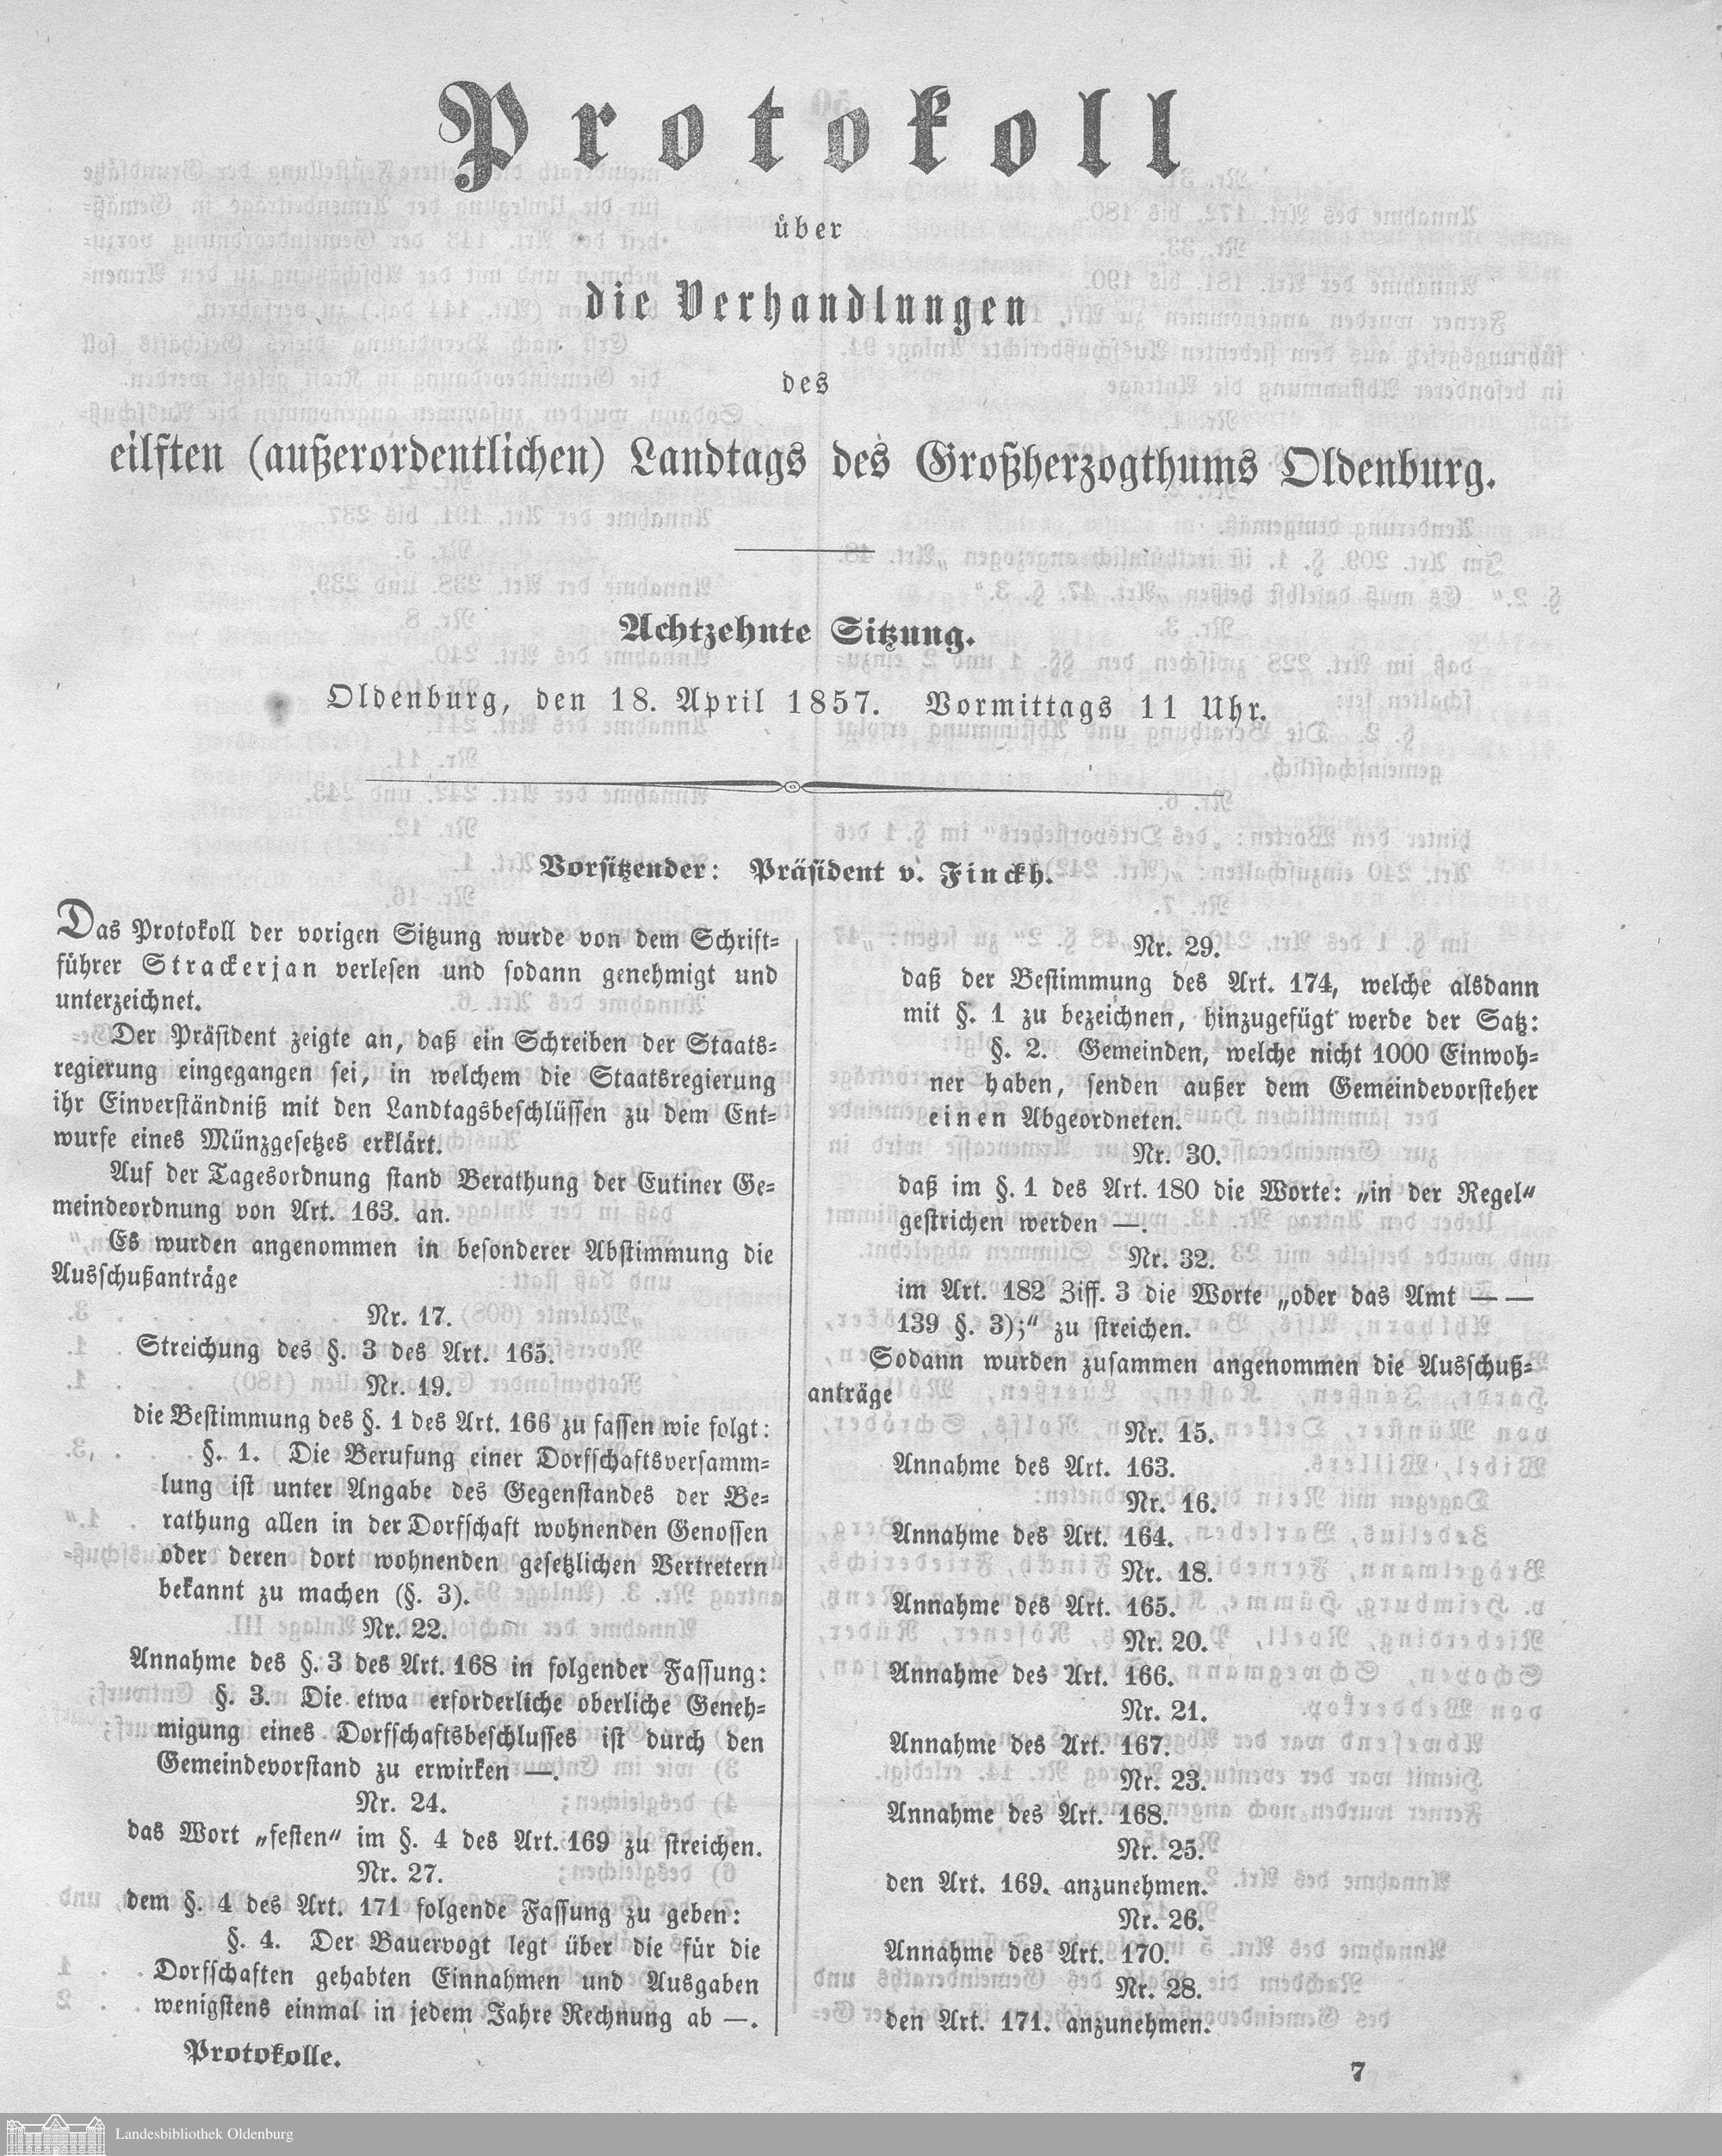 Protokoll
über
die Verhandlungen
des
eilften (außerordentlichen) Landtags des Großherzogthums Oldenburg.
Achtzehnte Sitzung.
Oldenburg, den 18. April 1857. Vormittags 11 Uhr.
Vorsitzender: Präsident v. Finckh.
Das Protokoll der vorigen Sitzung wurde von dem Schrift-
führer Strackerjan verlesen und sodann genehmigt und
unterzeichnet.
Der Präsident zeigte an, daß ein Schreiben der Staats-
regierung eingegangen sei, in welchem die Staatsregierung
ihr Einverständniß mit den Landtagsbeschlüssen zu dem Ent-
wurfe eines Münzgesetzes erklärt.
Auf der Tagesordnung stand Berathung der Eutiner Ge-
meindeordnung von Art. 163. an.
Es wurden angenommen in besonderer Abstimmung die
Ausschußanträge
Nr. 17.
Streichung des §. 3 des Art. 165.
Nr. 19.
die Bestimmung des §. 1 des Art. 166 zu fassen wie folgt:
§. 1. Die Berufung einer Dorfschaftsversamm-
lung ist unter Angabe des Gegenstandes der Be-
rathung allen in der Dorfschaft wohnenden Genossen
oder deren dort wohnenden gesetzlichen Vertretern
bekannt zu machen (§. 3).
Nr. 22.
Annahme des §. 3 des Art. 168 in folgender Fassung:
§. 3. Die etwa erforderliche oberliche Geneh-
migung eines Dorfschaftsbeschlusses ist durch den
Gemeindevorstand zu erwirken —.
Nr. 24.
das Wort „festen“ im §. 4 des Art. 169 zu streichen.
Nr. 27.
dem §. 4 des Art. 171 folgende Fassung zu geben:
§. 4. Der Bauervogt legt über die für die
Dorfschaften gehabten Einnahmen und Ausgaben
wenigstens einmal in jedem Jahre Rechnung ab —.
Protokolle.
Nr. 29.
daß der Bestimmung des Art. 174, welche alsdann
mit §. 1 zu bezeichnen, hinzugefügt werde der Satz:
§. 2. Gemeinden, welche nicht 1000 Einwoh-
ner haben, senden außer dem Gemeindevorsteher
einen Abgeordneten.
Nr. 30.
daß im §. 1 des Art. 180 die Worte: „in der Regel“
gestrichen werden —.
Nr. 32.
im Art. 182 Ziff. 3 die Worte „oder das Amt — —
139 §. 3);“ zu streichen.
Sodann wurden zusammen angenommen die Ausschuß-
anträge
Nr. 15.
Annahme des Art. 163.
Nr. 16.
Annahme des Art. 164.
Nr. 18.
Annahme des Art. 165.
Nr. 20.
Annahme des Art. 166.
Nr. 21.
Annahme des Art. 167.
Nr. 23.
Annahme des Art. 168.
Nr. 25.
den Art. 169. anzunehmen.
Nr. 26.
Annahme des Art. 170.
Nr. 28.
den Art. 171. anzunehmen.
7
Landesbibliothek Oldenburg